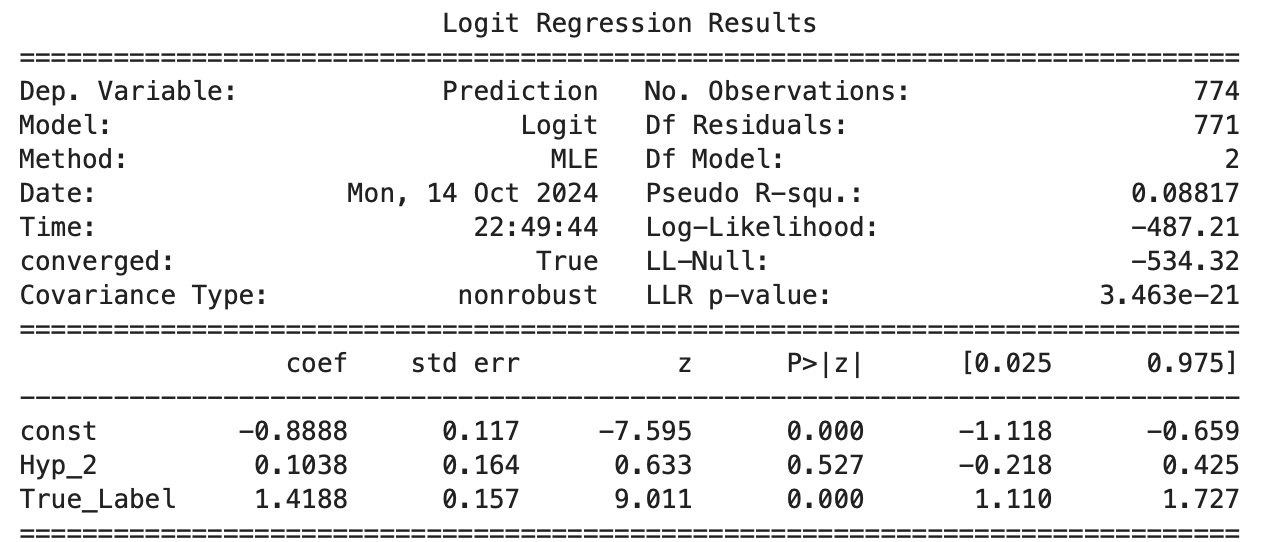 Logit Regression Results
==============================================================================
Dep. Variable:             Prediction   No. Observations:                  774
Model:                          Logit   Df Residuals:                      771
Method:                           MLE   Df Model:                            2
Date:                Mon, 14 Oct 2024   Pseudo R-squ.:                 0.08817
Time:                        22:49:44   Log-Likelihood:                -487.21
converged:                       True   LL-Null:                       -534.32
Covariance Type:            nonrobust   LLR p-value:                 3.463e-21
==============================================================================
                 coef    std err          z      P>|z|      [0.025      0.975]
------------------------------------------------------------------------------
const         -0.8888      0.117     -7.595      0.000      -1.118      -0.659
Hyp_2          0.1038      0.164      0.633      0.527      -0.218       0.425
True_Label     1.4188      0.157      9.011      0.000       1.110       1.727
==============================================================================